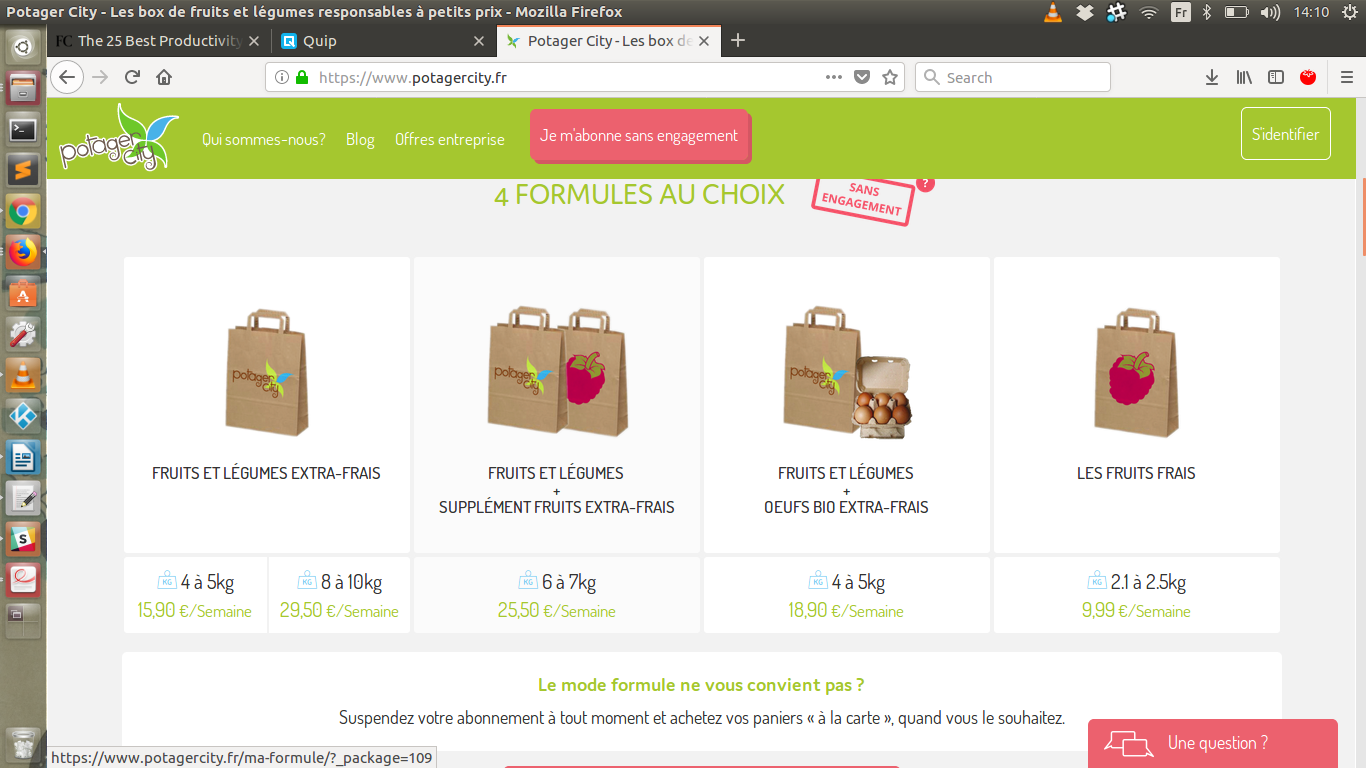 Potager City - Les box de fruits et légumes responsables à petits prix - Mozilla Firefox
Fr
14:10
FC The 25 Best Productivity
Quip
Potager City - Les box de
https://www.potagercity.fr
Search
potager city
Qui sommes-nous?
Blog
Offres entreprise
Je m'abonne sans engagement
S'identifier
4 FORMULES AU CHOIX
SANS
ENGAGEMENT
?
potager city
potager city
potager city
FRUITS ET LÉGUMES EXTRA-FRAIS
FRUITS ET LÉGUMES
+
SUPPLÉMENT FRUITS EXTRA-FRAIS
FRUITS ET LÉGUMES
+
OEUFS BIO EXTRA-FRAIS
LES FRUITS FRAIS
KG 4 à 5kg
15,90 €/Semaine
KG 8 à 10kg
29,50 €/Semaine
KG 6 à 7kg
25,50 €/Semaine
KG 4 à 5kg
18,90 €/Semaine
KG 2.1 à 2.5kg
9,99 €/Semaine
Le mode formule ne vous convient pas ?
Suspendez votre abonnement à tout moment et achetez vos paniers « à la carte », quand vous le souhaitez.
Une question ?
https://www.potagercity.fr/ma-formule/?_package=109